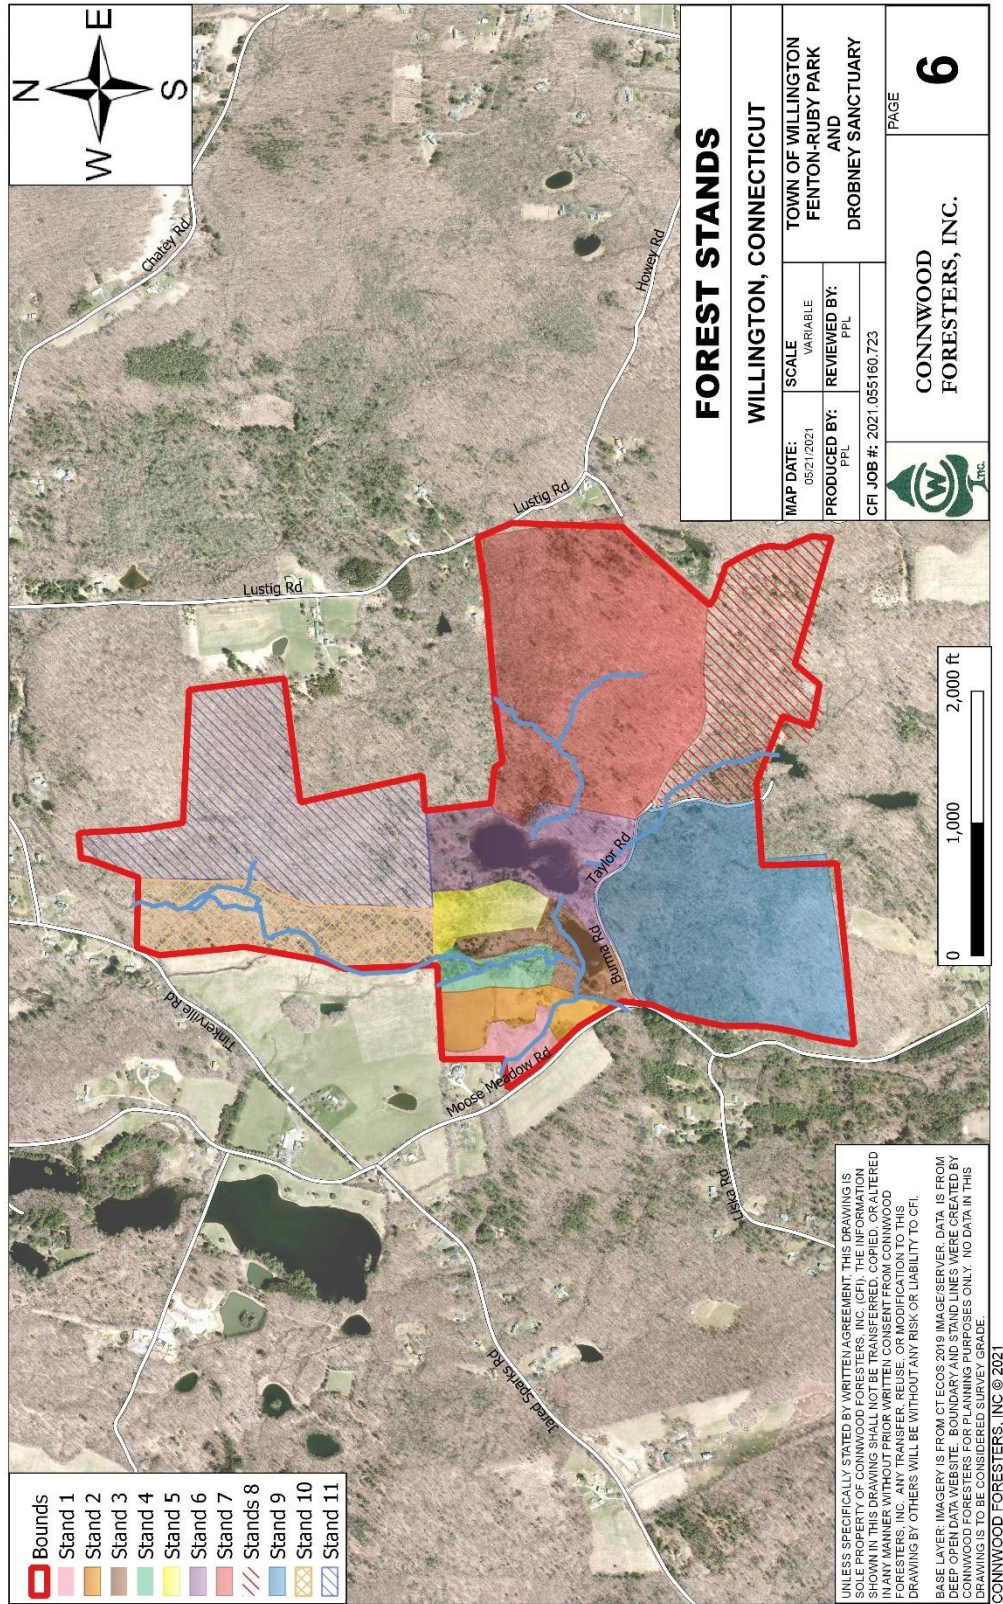 N
W
E
S
Bounds
Stand 1
Stand 2
Stand 3
Stand 4
Stand 5
Stand 6
Stand 7
Stands 8
Stand 9
Stand 10
Stand 11
Chatey Rd
Howey Rd
Lustig Rd
Lustig Rd
Tinkerville Rd
Moose Meadow Rd
Burma Rd
Taylor Rd
Liska Rd
Jared Sparks Rd
0
1,000
2,000 ft
UNLESS SPECIFICALLY STATED BY WRITTEN AGREEMENT, THIS DRAWING IS
SOLE PROPERTY OF CONNWOOD FORESTERS, INC. (CFI). THE INFORMATION
SHOWN IN THIS DRAWING SHALL NOT BE TRANSFERRED, COPIED, OR ALTERED
IN ANY MANNER WITHOUT PRIOR WRITTEN CONSENT FROM CONNWOOD
FORESTERS, INC. ANY TRANSFER, REUSE, OR MODIFICATION TO THIS
DRAWING BY OTHERS WILL BE WITHOUT ANY RISK OR LIABILITY TO CFI.
BASE LAYER: IMAGERY IS FROM CT ECOS 2019 IMAGE/SERVER. DATA IS FROM
DEEP OPEN DATA WEBSITE. BOUNDARY AND STAND LINES WERE CREATED BY
CONNWOOD FORESTERS FOR PLANNING PURPOSES ONLY. NO DATA IN THIS
DRAWING IS TO BE CONSIDERED SURVEY GRADE.
CONNWOOD FORESTERS, INC © 2021
FOREST STANDS
WILLINGTON, CONNECTICUT
MAP DATE:
05/21/2021
SCALE
VARIABLE
PRODUCED BY:
PPL
REVIEWED BY:
PPL
CFI JOB #: 2021.055160.723
TOWN OF WILLINGTON
FENTON-RUBY PARK
AND
DROBNEY SANCTUARY
CW
Inc.
CONNWOOD
FORESTERS, INC.
PAGE
6